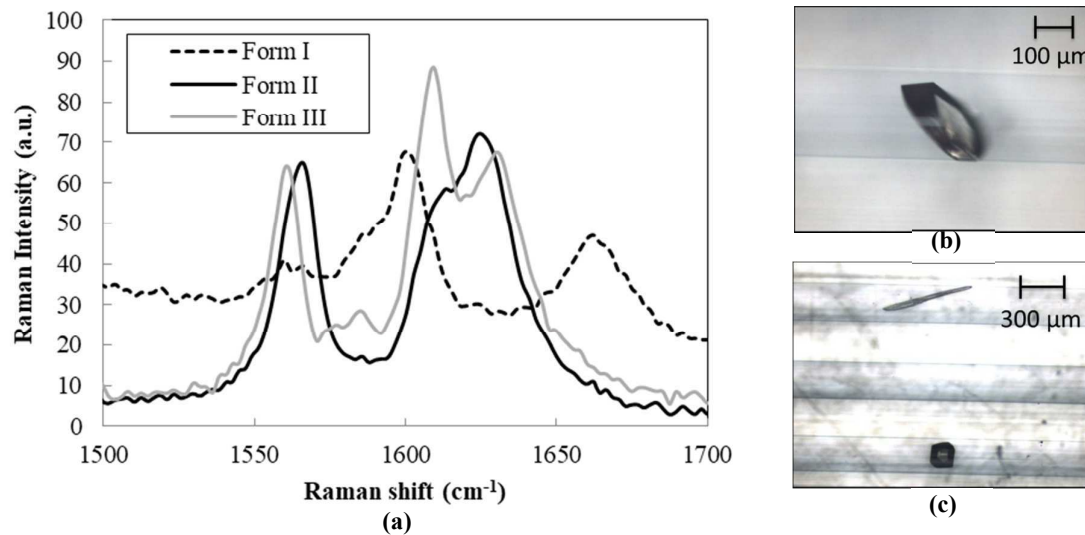 100
90
80
70
60
50
40
30
20
10
0
Raman Intensity (a.u.)
Form I
Form II
Form III
1500 1550 1600 1650 1700
Raman shift (cm⁻¹)
(a)
100 µm
(b)
300 µm
(c)